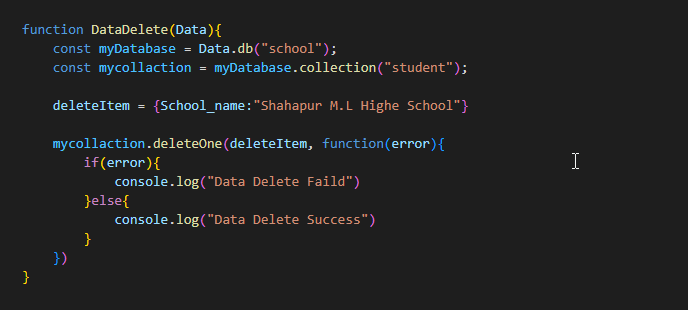 function DataDelete(Data){
    const myDatabase = Data.db("school");
    const mycollaction = myDatabase.collection("student");

    deleteItem = {School_name:"Shahapur M.L Highe School"}

    mycollaction.deleteOne(deleteItem, function(error){
        if(error){
            console.log("Data Delete Faild")
        }else{
            console.log("Data Delete Success")
        }
    })
}